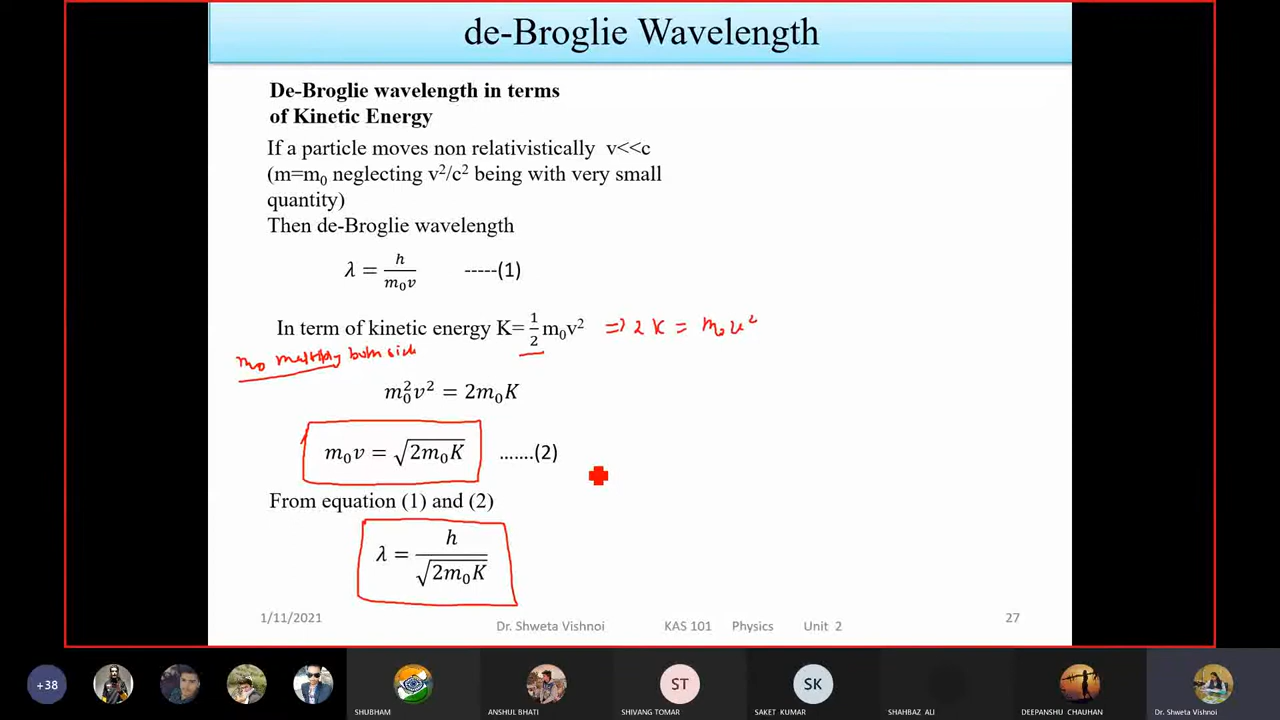 de-Broglie Wavelength
De-Broglie wavelength in terms
of Kinetic Energy
If a particle moves non relativistically v<<c
(m=m₀ neglecting v²/c² being with very small
quantity)
Then de-Broglie wavelength
λ = h/m₀v -----(1)
In term of kinetic energy K= 1/2 m₀v² ⇒ 2 K = m₀v²
m₀ multiply both side
m₀²v² = 2m₀K
m₀v = √(2m₀K) .......(2)
From equation (1) and (2)
λ = h/√(2m₀K)
1/11/2021 Dr. Shweta Vishnoi KAS 101 Physics Unit 2 27
+38 ST SK
SHUBHAM ANSHUL BHATI SHIVANG TOMAR SAKET KUMAR SHAHBAZ ALI DEEPANSHU CHAUHAN Dr. Shweta Vishnoi